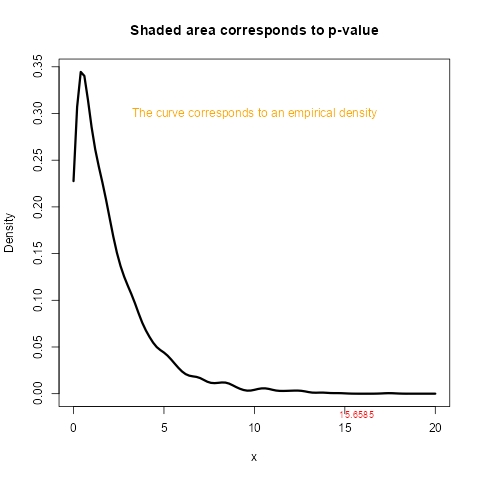 Shaded area corresponds to p-value
The curve corresponds to an empirical density
Density
0.35
0.30
0.25
0.20
0.15
0.10
0.05
0.00
0 5 10 15 20
15.6585
x